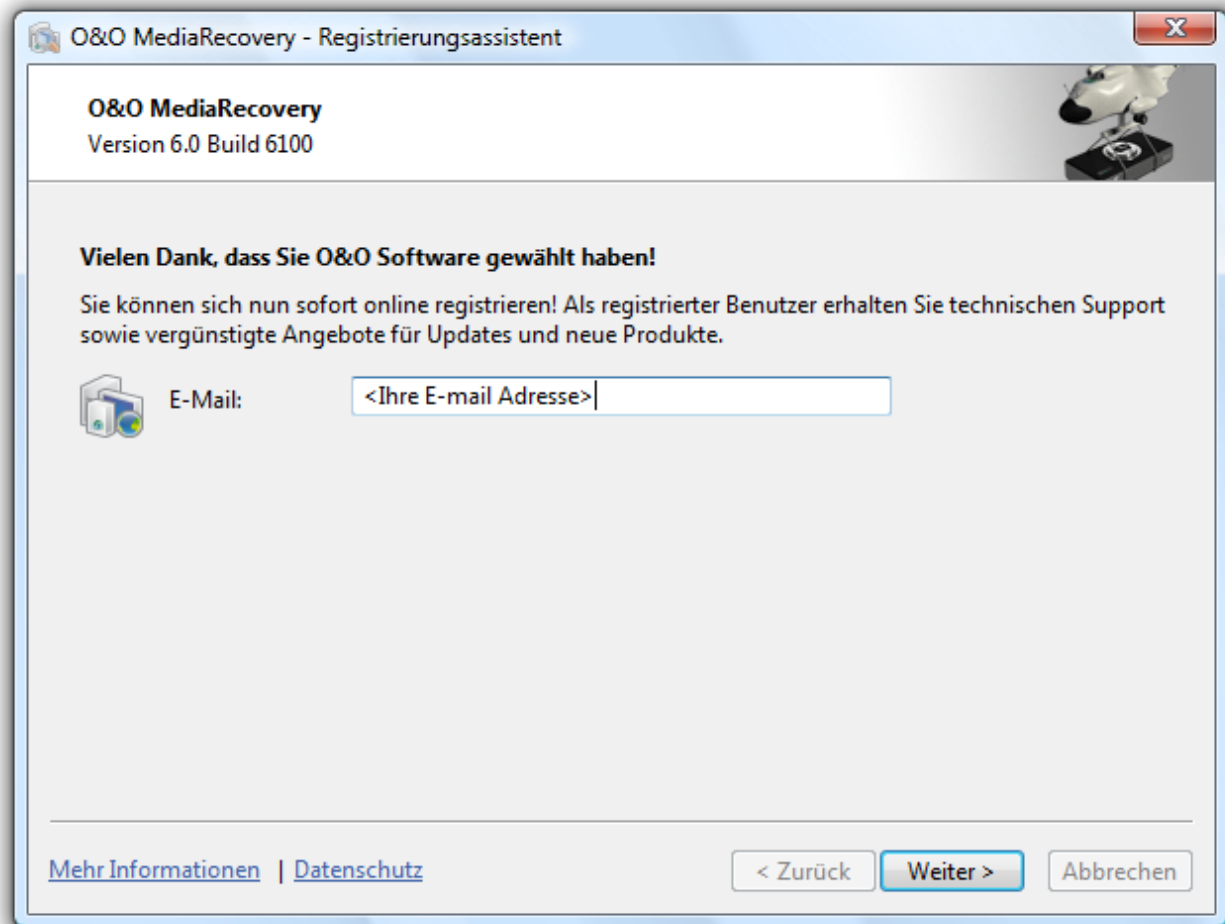 O&O MediaRecovery - Registrierungsassistent
O&O MediaRecovery
Version 6.0 Build 6100
Vielen Dank, dass Sie O&O Software gewählt haben!
Sie können sich nun sofort online registrieren! Als registrierter Benutzer erhalten Sie technischen Support
sowie vergünstigte Angebote für Updates und neue Produkte.
E-Mail: <Ihre E-mail Adresse>
Mehr Informationen | Datenschutz < Zurück Weiter > Abbrechen